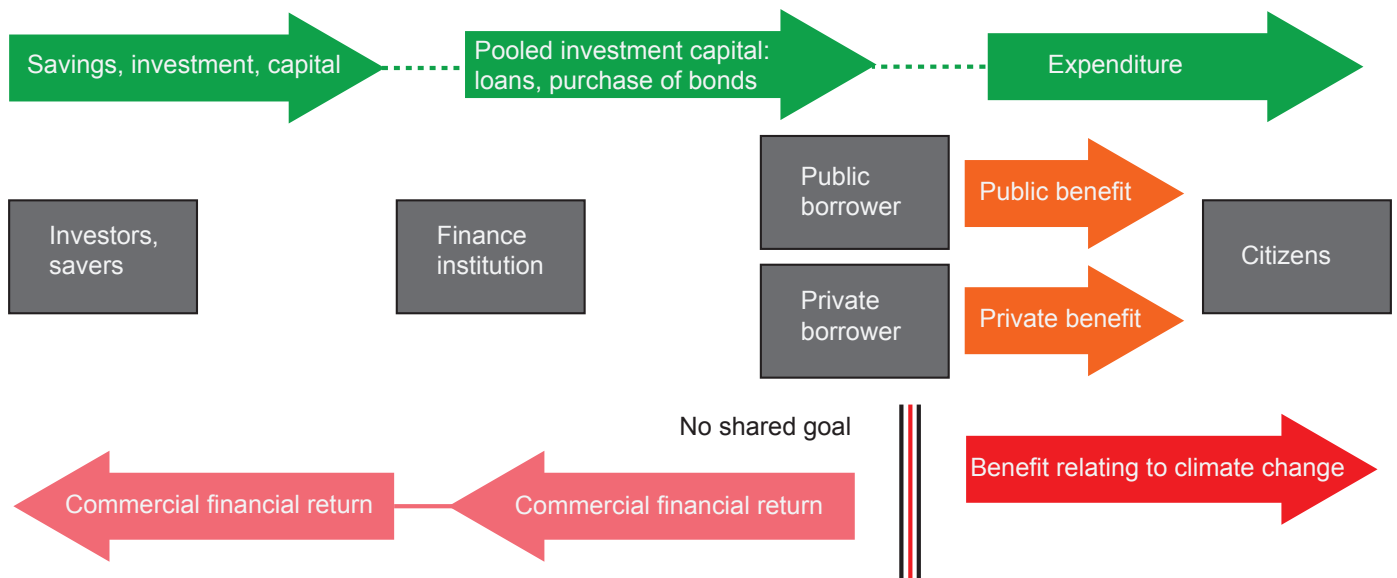 Savings, investment, capital
Pooled investment capital:
loans, purchase of bonds
Expenditure
Investors,
savers
Finance
institution
Public
borrower
Public benefit
Private
borrower
Private benefit
Citizens
No shared goal
Commercial financial return
Commercial financial return
Benefit relating to climate change